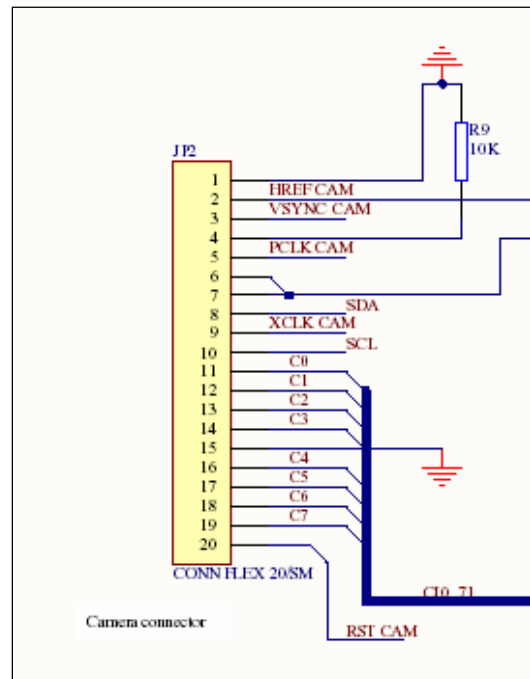 R9
10K
JP2
1
HREF CAM
2
VSYNC CAM
3
4
PCLK CAM
5
6
7
SDA
8
XCLK CAM
9
SCL
10
C0
11
C1
12
C2
13
C3
14
15
C4
16
C5
17
C6
18
C7
19
20
CONN FLEX 20/SM
C[0..7]
Camera connector
RST CAM